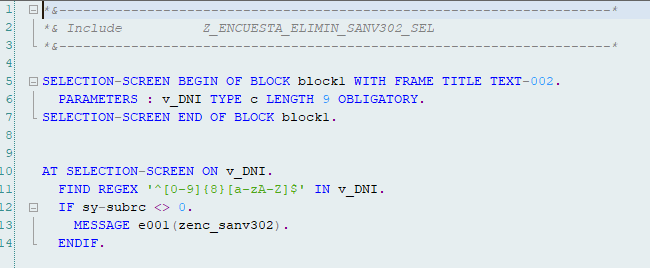 1 *&---------------------------------------------------------------------*
2 *& Include          Z_ENCUESTA_ELIMIN_SANV302_SEL
3 *&---------------------------------------------------------------------*
4
5 SELECTION-SCREEN BEGIN OF BLOCK block1 WITH FRAME TITLE TEXT-002.
6   PARAMETERS : v_DNI TYPE c LENGTH 9 OBLIGATORY.
7 SELECTION-SCREEN END OF BLOCK block1.
8
9
10 AT SELECTION-SCREEN ON v_DNI.
11   FIND REGEX '^[0-9]{8}[a-zA-Z]$' IN v_DNI.
12   IF sy-subrc <> 0.
13     MESSAGE e001(zenc_sanv302).
14   ENDIF.